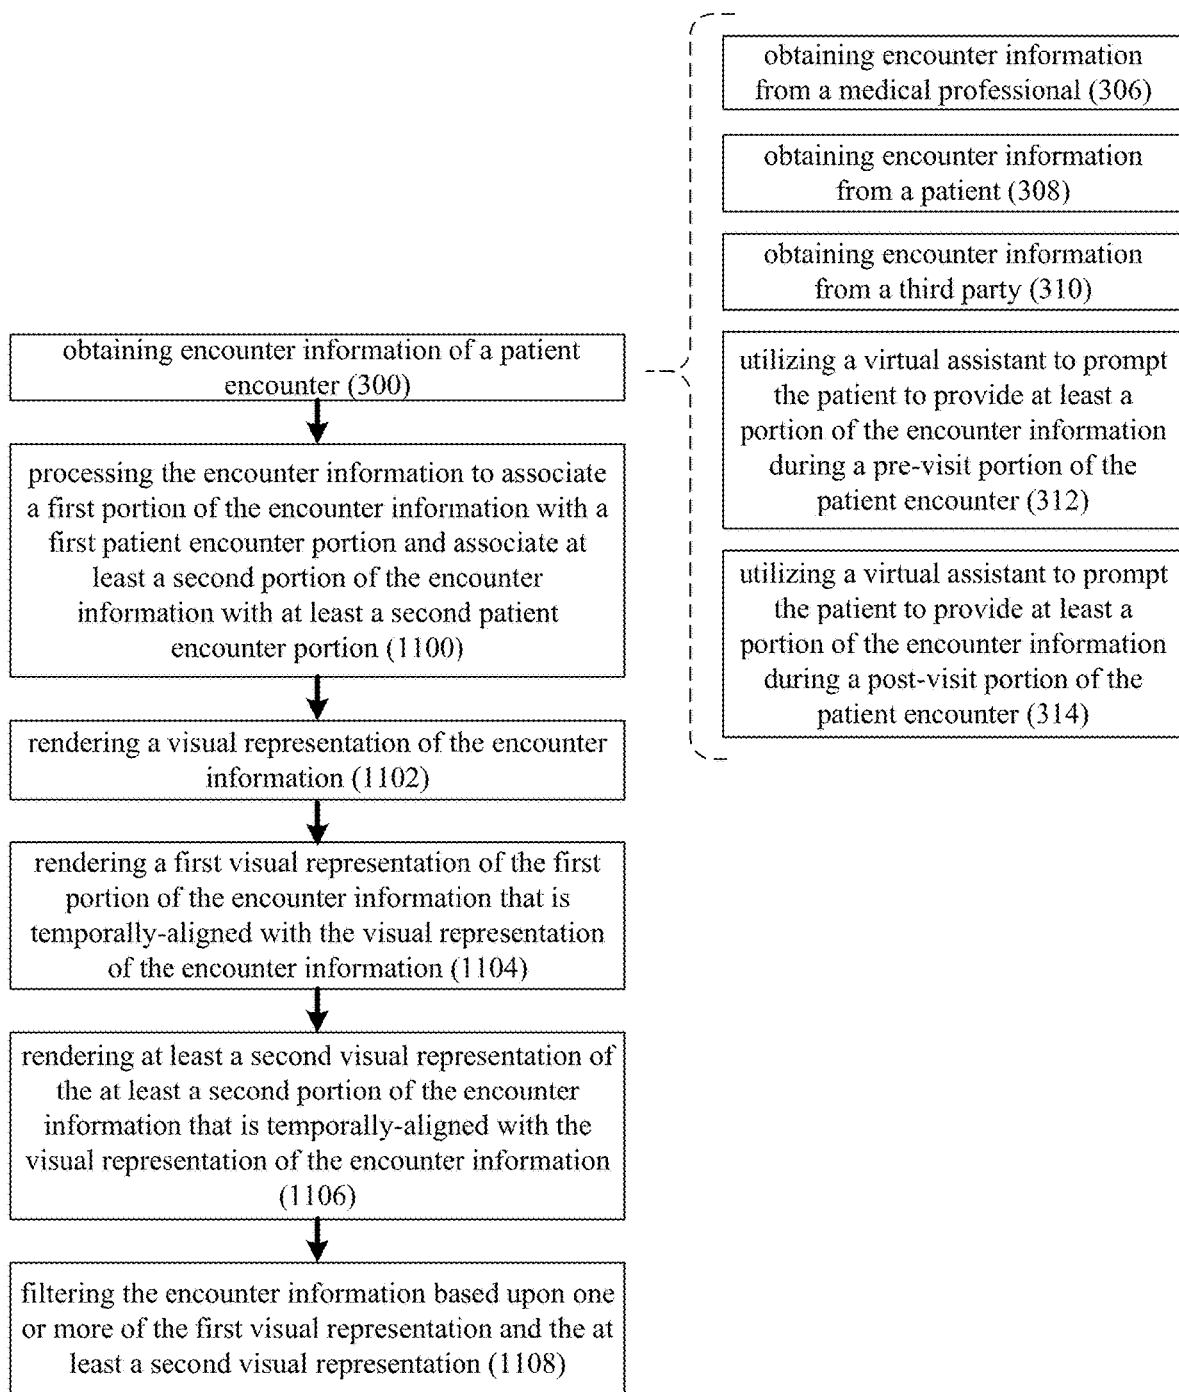 obtaining encounter information of a patient
encounter (300)
processing the encounter information to associate
a first portion of the encounter information with a
first patient encounter portion and associate at
least a second portion of the encounter
information with at least a second patient
encounter portion (1100)
rendering a visual representation of the encounter
information (1102)
rendering a first visual representation of the first
portion of the encounter information that is
temporally-aligned with the visual representation
of the encounter information (1104)
rendering at least a second visual representation of
the at least a second portion of the encounter
information that is temporally-aligned with the
visual representation of the encounter information
(1106)
filtering the encounter information based upon one
or more of the first visual representation and the at
least a second visual representation (1108)
obtaining encounter information
from a medical professional (306)
obtaining encounter information
from a patient (308)
obtaining encounter information
from a third party (310)
utilizing a virtual assistant to prompt
the patient to provide at least a
portion of the encounter information
during a pre-visit portion of the
patient encounter (312)
utilizing a virtual assistant to prompt
the patient to provide at least a
portion of the encounter information
during a post-visit portion of the
patient encounter (314)